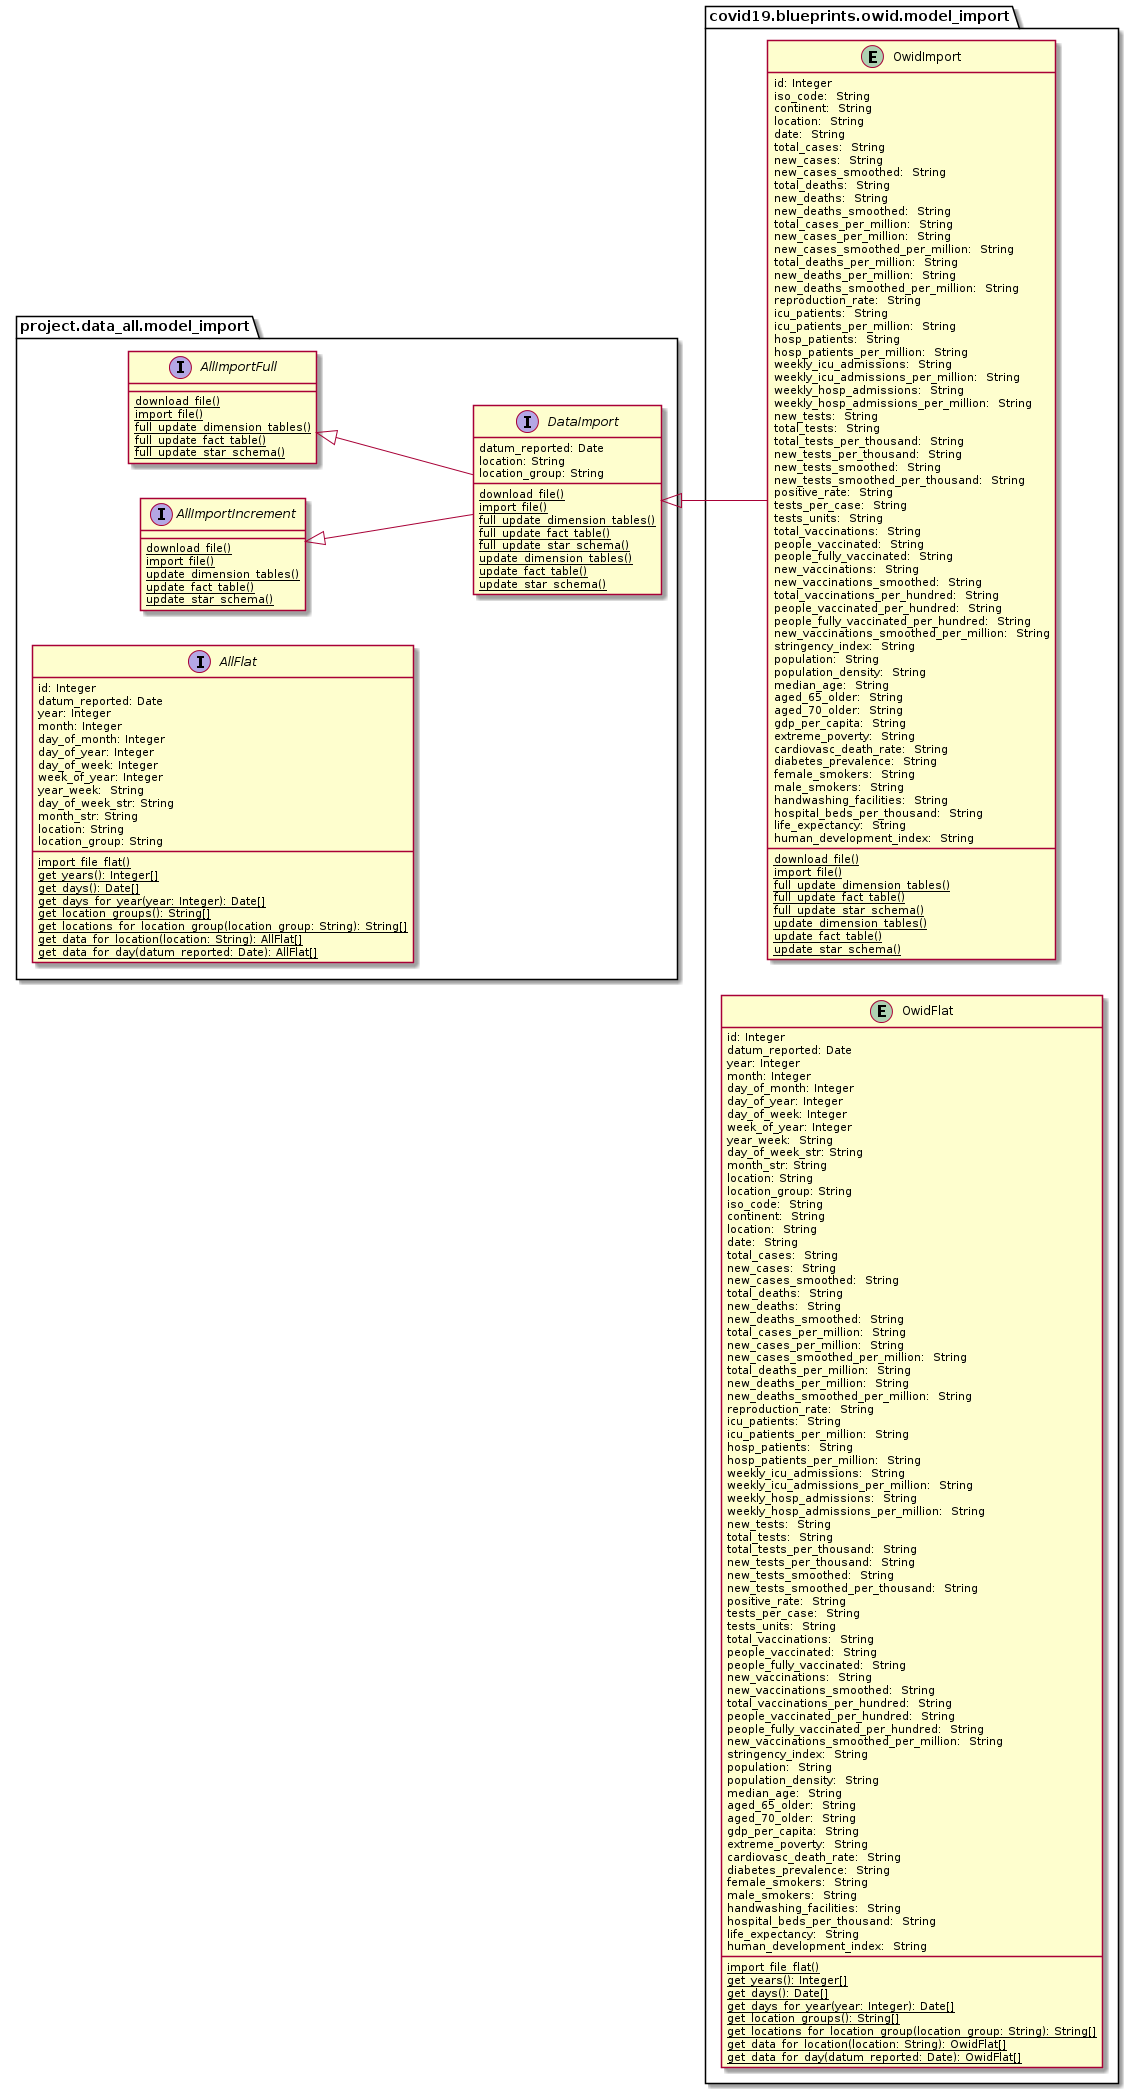 covid19.blueprints.owid.model_import
E OwidImport
id: Integer
iso_code:  String
continent:  String
location:  String
date:  String
total_cases:  String
new_cases:  String
new_cases_smoothed:  String
total_deaths:  String
new_deaths:  String
new_deaths_smoothed:  String
total_cases_per_million:  String
new_cases_per_million:  String
new_cases_smoothed_per_million:  String
total_deaths_per_million:  String
new_deaths_per_million:  String
new_deaths_smoothed_per_million:  String
reproduction_rate:  String
icu_patients:  String
icu_patients_per_million:  String
hosp_patients:  String
hosp_patients_per_million:  String
weekly_icu_admissions:  String
weekly_icu_admissions_per_million:  String
weekly_hosp_admissions:  String
weekly_hosp_admissions_per_million:  String
new_tests:  String
total_tests:  String
total_tests_per_thousand:  String
new_tests_per_thousand:  String
new_tests_smoothed:  String
new_tests_smoothed_per_thousand:  String
positive_rate:  String
tests_per_case:  String
tests_units:  String
total_vaccinations:  String
people_vaccinated:  String
people_fully_vaccinated:  String
new_vaccinations:  String
new_vaccinations_smoothed:  String
total_vaccinations_per_hundred:  String
people_vaccinated_per_hundred:  String
people_fully_vaccinated_per_hundred:  String
new_vaccinations_smoothed_per_million:  String
stringency_index:  String
population:  String
population_density:  String
median_age:  String
aged_65_older:  String
aged_70_older:  String
gdp_per_capita:  String
extreme_poverty:  String
cardiovasc_death_rate:  String
diabetes_prevalence:  String
female_smokers:  String
male_smokers:  String
handwashing_facilities:  String
hospital_beds_per_thousand:  String
life_expectancy:  String
human_development_index:  String
download_file()
import_file()
full_update_dimension_tables()
full_update_fact_table()
full_update_star_schema()
update_dimension_tables()
update_fact_table()
update_star_schema()
project.data_all.model_import
I AllImportFull
download_file()
import_file()
full_update_dimension_tables()
full_update_fact_table()
full_update_star_schema()
I DataImport
datum_reported: Date
location: String
location_group: String
download_file()
import_file()
full_update_dimension_tables()
full_update_fact_table()
full_update_star_schema()
update_dimension_tables()
update_fact_table()
update_star_schema()
I AllImportIncrement
download_file()
import_file()
update_dimension_tables()
update_fact_table()
update_star_schema()
I AllFlat
id: Integer
datum_reported: Date
year: Integer
month: Integer
day_of_month: Integer
day_of_year: Integer
day_of_week: Integer
week_of_year: Integer
year_week:  String
day_of_week_str: String
month_str: String
location: String
location_group: String
import_file_flat()
get_years(): Integer[]
get_days(): Date[]
get_days_for_year(year: Integer): Date[]
get_location_groups(): String[]
get_locations_for_location_group(location_group: String): String[]
get_data_for_location(location: String): AllFlat[]
get_data_for_day(datum_reported: Date): AllFlat[]
E OwidFlat
id: Integer
datum_reported: Date
year: Integer
month: Integer
day_of_month: Integer
day_of_year: Integer
day_of_week: Integer
week_of_year: Integer
year_week:  String
day_of_week_str: String
month_str: String
location: String
location_group: String
iso_code:  String
continent:  String
location:  String
date:  String
total_cases:  String
new_cases:  String
new_cases_smoothed:  String
total_deaths:  String
new_deaths:  String
new_deaths_smoothed:  String
total_cases_per_million:  String
new_cases_per_million:  String
new_cases_smoothed_per_million:  String
total_deaths_per_million:  String
new_deaths_per_million:  String
new_deaths_smoothed_per_million:  String
reproduction_rate:  String
icu_patients:  String
icu_patients_per_million:  String
hosp_patients:  String
hosp_patients_per_million:  String
weekly_icu_admissions:  String
weekly_icu_admissions_per_million:  String
weekly_hosp_admissions:  String
weekly_hosp_admissions_per_million:  String
new_tests:  String
total_tests:  String
total_tests_per_thousand:  String
new_tests_per_thousand:  String
new_tests_smoothed:  String
new_tests_smoothed_per_thousand:  String
positive_rate:  String
tests_per_case:  String
tests_units:  String
total_vaccinations:  String
people_vaccinated:  String
people_fully_vaccinated:  String
new_vaccinations:  String
new_vaccinations_smoothed:  String
total_vaccinations_per_hundred:  String
people_vaccinated_per_hundred:  String
people_fully_vaccinated_per_hundred:  String
new_vaccinations_smoothed_per_million:  String
stringency_index:  String
population:  String
population_density:  String
median_age:  String
aged_65_older:  String
aged_70_older:  String
gdp_per_capita:  String
extreme_poverty:  String
cardiovasc_death_rate:  String
diabetes_prevalence:  String
female_smokers:  String
male_smokers:  String
handwashing_facilities:  String
hospital_beds_per_thousand:  String
life_expectancy:  String
human_development_index:  String
import_file_flat()
get_years(): Integer[]
get_days(): Date[]
get_days_for_year(year: Integer): Date[]
get_location_groups(): String[]
get_locations_for_location_group(location_group: String): String[]
get_data_for_location(location: String): OwidFlat[]
get_data_for_day(datum_reported: Date): OwidFlat[]